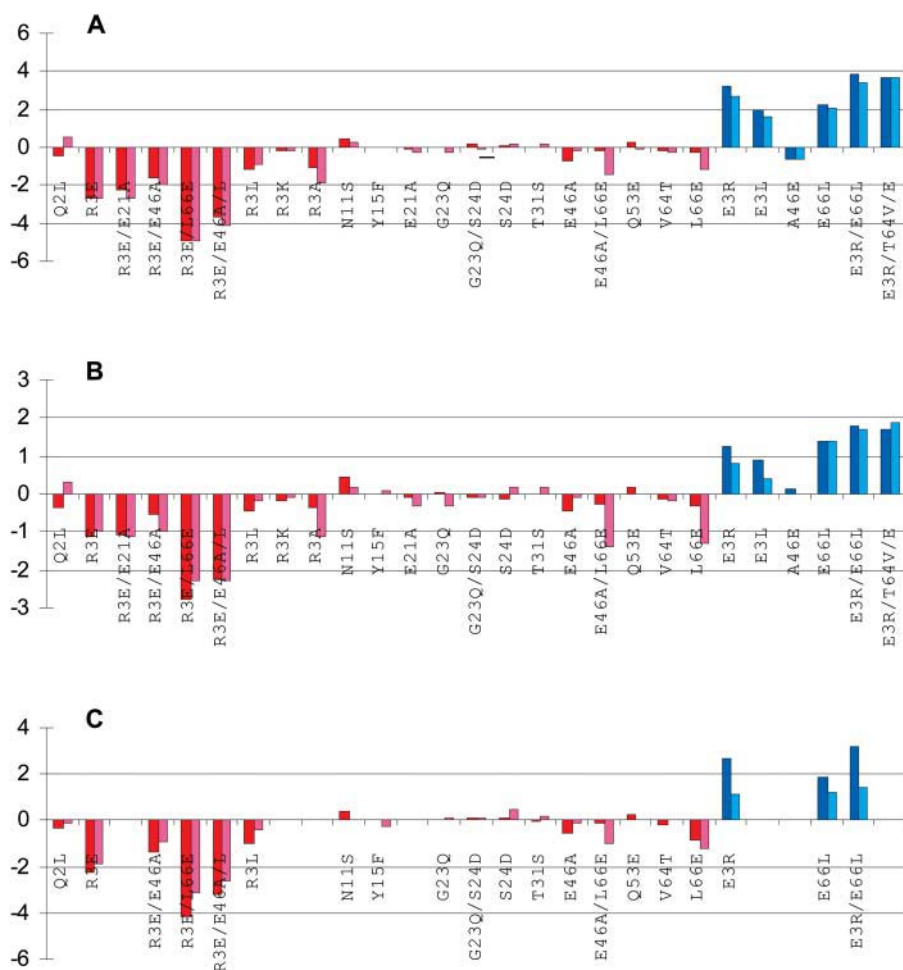 A
6
4
2
0
-2
-4
-6
Q2L
R3E
R3E/E21A
R3E/E46A
R3E/L66E
R3E/E46A/L
R3L
R3K
R3A
N11S
Y15F
E21A
G23Q
G23Q/S24D
S24D
T31S
E46A
E46A/L66E
Q53E
V64T
L66E
E3R
E3L
A46E
E66L
E3R/E66L
E3R/T64V/E
B
3
2
1
0
-1
-2
-3
Q2L
R3E
R3E/E21A
R3E/E46A
R3E/L66E
R3E/E46A/L
R3L
R3K
R3A
N11S
Y15F
E21A
G23Q
G23Q/S24D
S24D
T31S
E46A
E46A/L66E
Q53E
V64T
L66E
E3R
E3L
A46E
E66L
E3R/E66L
E3R/T64V/E
C
4
2
0
-2
-4
-6
Q2L
R3E
R3E/E46A
R3E/L66E
R3E/E46A/L
R3L
N11S
Y15F
G23Q
G23Q/S24D
S24D
T31S
E46A
E46A/L66E
Q53E
V64T
L66E
E3R
E66L
E3R/E66L